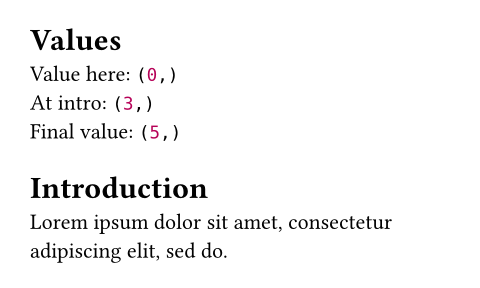 Values
Value here: (0,)
At intro: (3,)
Final value: (5,)
Introduction
Lorem ipsum dolor sit amet, consectetur
adipiscing elit, sed do.